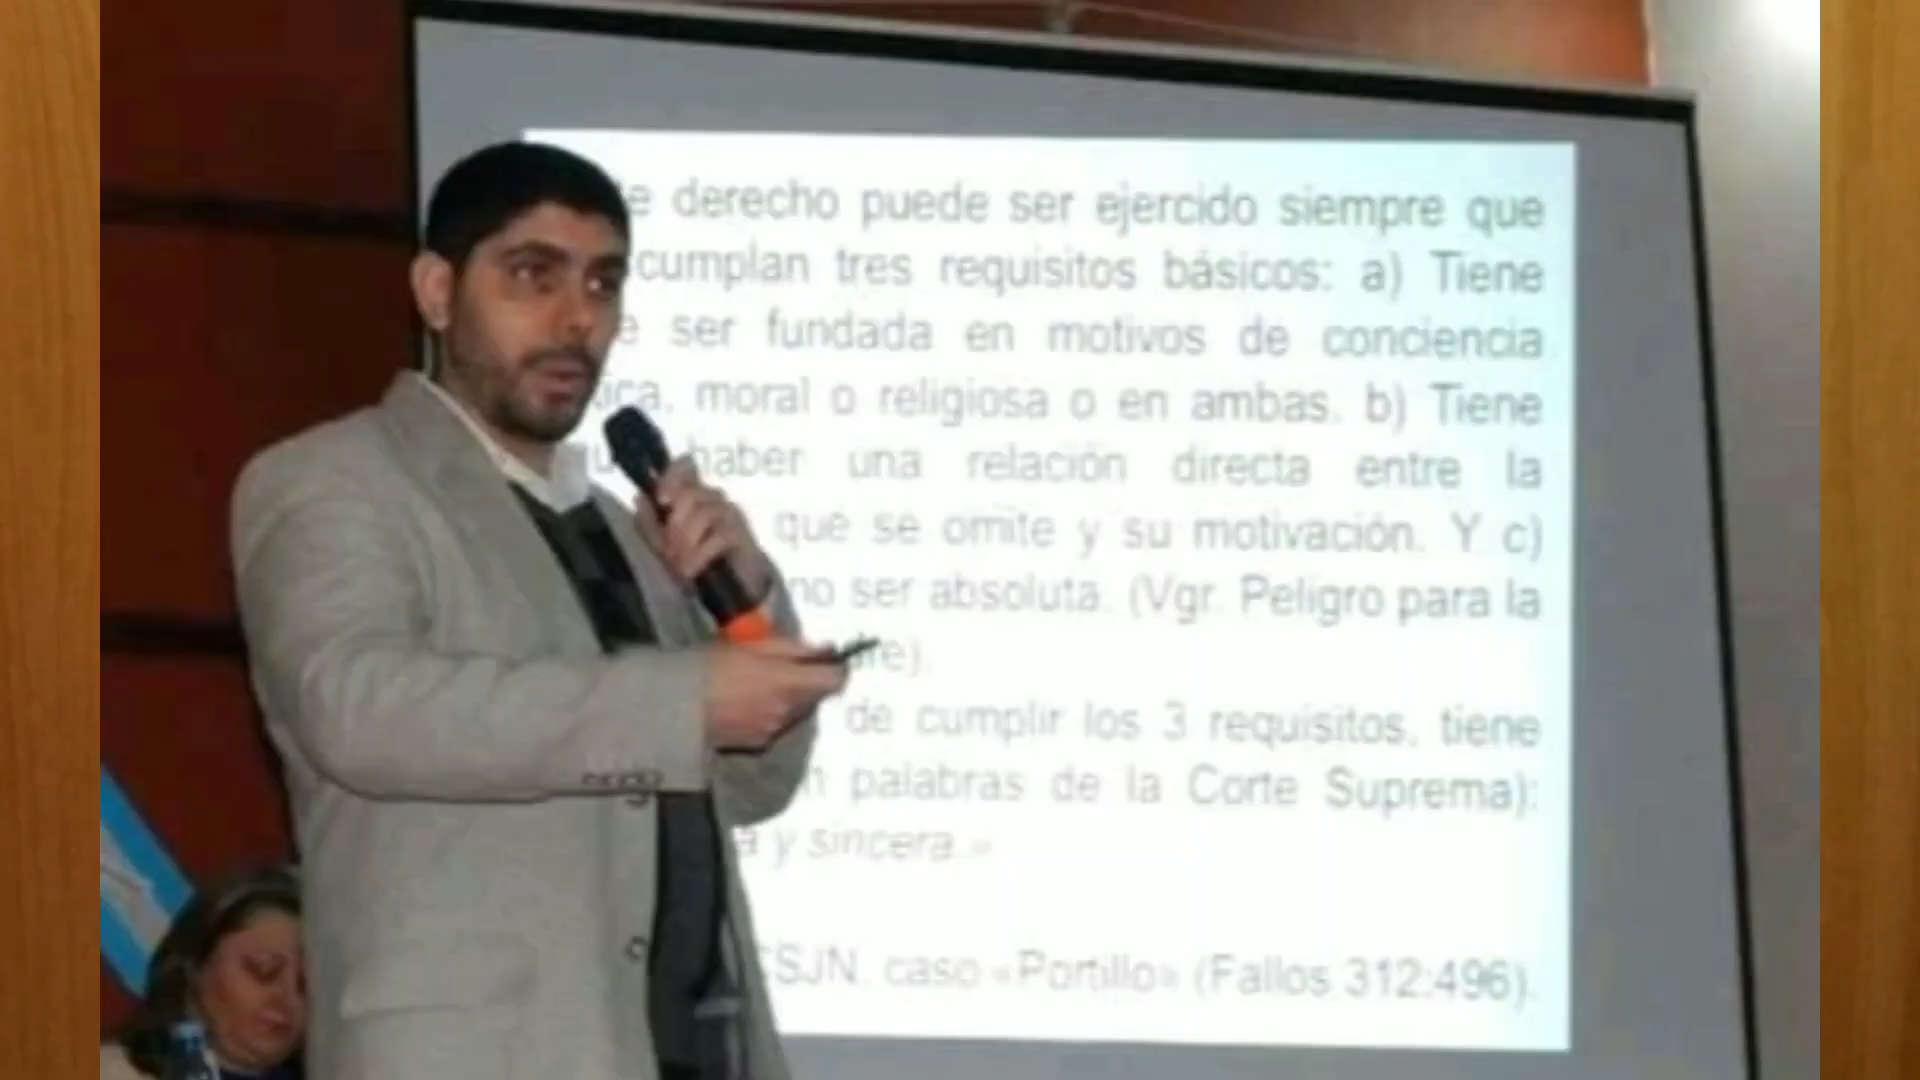 derecho puede ser ejercido siempre que
cumplan tres requisitos básicos: a) Tiene
ser fundada en motivos de conciencia
moral o religiosa o en ambas. b) Tiene
haber una relación directa entre la
que se omite y su motivación. Y c)
no ser absoluta. (Vgr. Peligro para la
de cumplir los 3 requisitos, tiene
palabras de la Corte Suprema):
y sincera.»
CSJN. caso «Portillo» (Fallos 312:496).